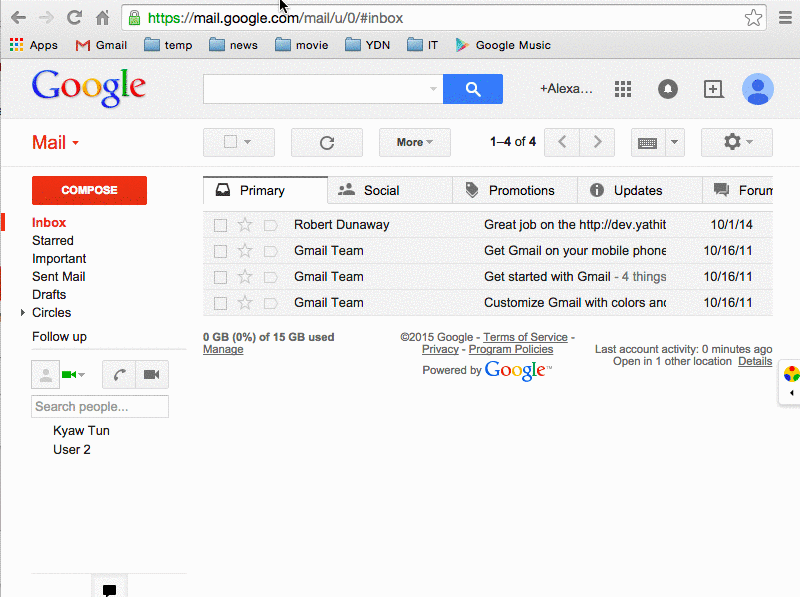 https://mail.google.com/mail/u/0/#inbox
Apps Gmail temp news movie YDN IT Google Music
Google
+Alexa...
Mail More 1–4 of 4
COMPOSE
Primary Social Promotions Updates Forum
Inbox
Starred
Important
Sent Mail
Drafts
Circles
Follow up
Robert Dunaway Great job on the http://dev.yathit 10/1/14
Gmail Team Get Gmail on your mobile phone 10/16/11
Gmail Team Get started with Gmail - 4 things 10/16/11
Gmail Team Customize Gmail with colors and 10/16/11
0 GB (0%) of 15 GB used
Manage
©2015 Google - Terms of Service -
Privacy - Program Policies
Powered by Google™
Last account activity: 0 minutes ago
Open in 1 other location Details
Search people...
Kyaw Tun
User 2